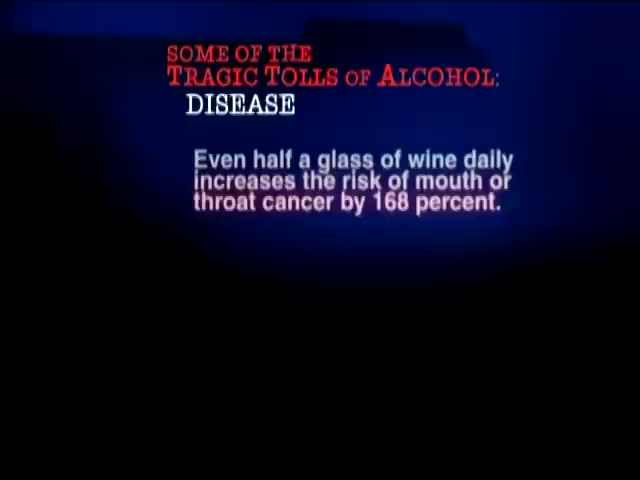 SOME OF THE
TRAGIC TOLLS OF ALCOHOL:
DISEASE
Even half a glass of wine daily
increases the risk of mouth or
throat cancer by 168 percent.